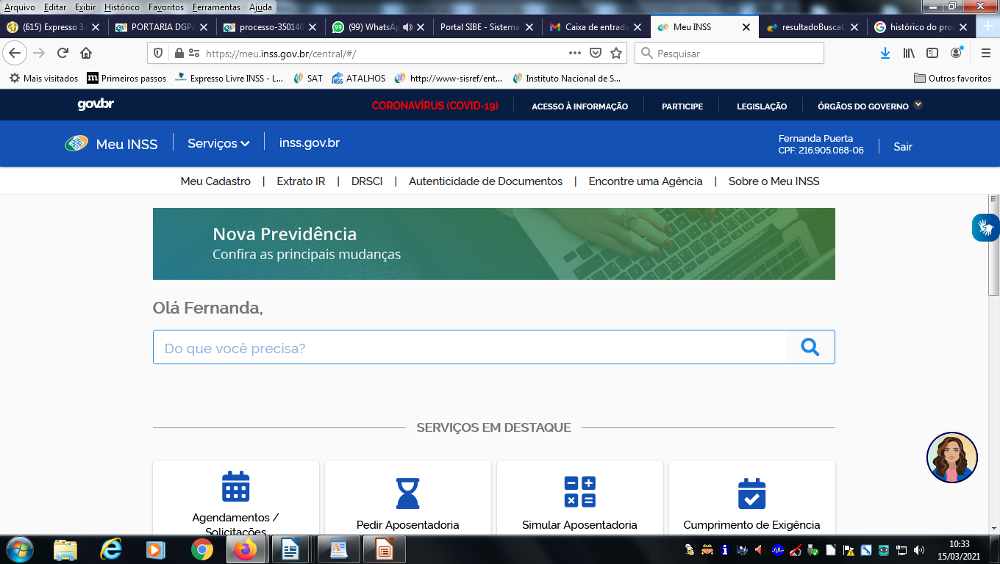 Arquivo Editar Exibir Histórico Favoritos Ferramentas Ajuda
(615) Expresso 3. PORTARIA DGPA processo-350140 (99) WhatsAp Portal SIBE - Sistema Caixa de entrada Meu INSS resultadoBuscaC histórico do pro
https://meu.inss.gov.br/central/#/ Pesquisar
Mais visitados Primeiros passos Expresso Livre INSS - L... SAT ATALHOS http://www-sisref/ent... Instituto Nacional de S... Outros favoritos
gov.br CORONAVÍRUS (COVID-19) ACESSO À INFORMAÇÃO PARTICIPE LEGISLAÇÃO ÓRGÃOS DO GOVERNO
Meu INSS Serviços inss.gov.br Fernanda Puerta Sair
CPF: 216.905.068-06
Meu Cadastro | Extrato IR | DRSCI | Autenticidade de Documentos | Encontre uma Agência | Sobre o Meu INSS
Nova Previdência
Confira as principais mudanças
Olá Fernanda,
Do que você precisa?
SERVIÇOS EM DESTAQUE
Agendamentos / Solicitações
Pedir Aposentadoria
Simular Aposentadoria
Cumprimento de Exigência
10:33
15/03/2021